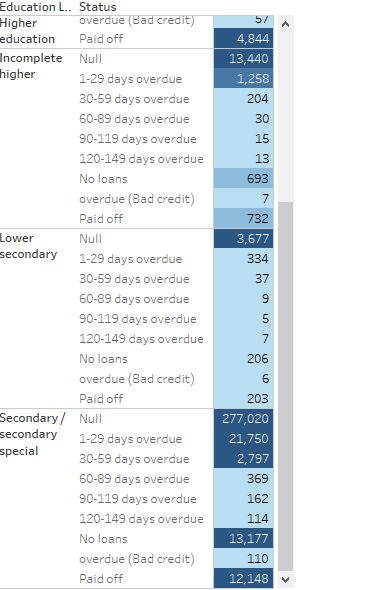 Education L.. Status
overdue (Bad credit) 57
Higher education Paid off 4,844
Incomplete higher Null 13,440
1-29 days overdue 1,258
30-59 days overdue 204
60-89 days overdue 30
90-119 days overdue 15
120-149 days overdue 13
No loans 693
overdue (Bad credit) 7
Paid off 732
Lower secondary Null 3,677
1-29 days overdue 334
30-59 days overdue 37
60-89 days overdue 9
90-119 days overdue 5
120-149 days overdue 7
No loans 206
overdue (Bad credit) 6
Paid off 203
Secondary / secondary special Null 277,020
1-29 days overdue 21,750
30-59 days overdue 2,797
60-89 days overdue 369
90-119 days overdue 162
120-149 days overdue 114
No loans 13,177
overdue (Bad credit) 110
Paid off 12,148